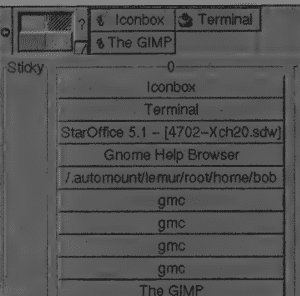 ? Iconbox Terminal
The GIMP
Sticky 0
Iconbox
Terminal
StarOffice 5.1 – [4702–Xch20.sdw]
Gnome Help Browser
/.automount/lemur/root/home/bob
gmc
gmc
gmc
gmc
The GIMP